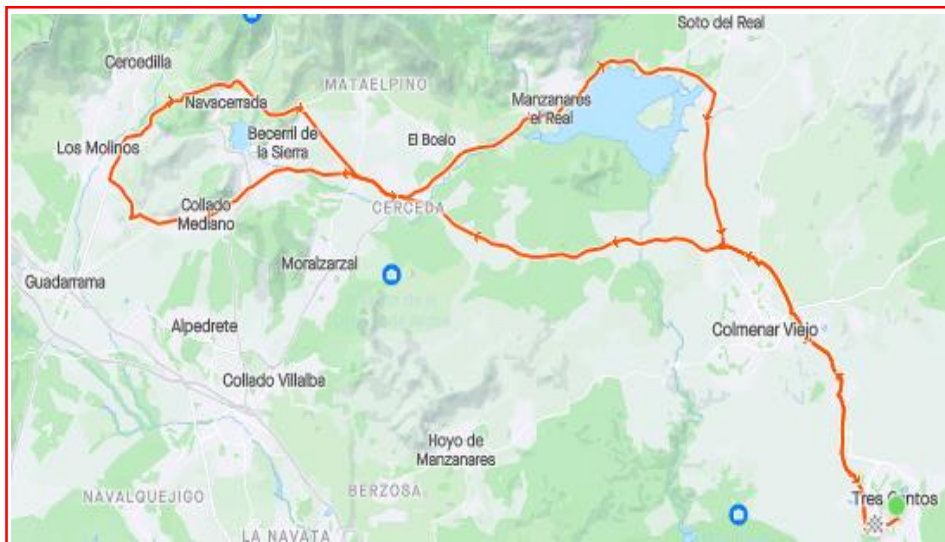 Soto del Real
Cercedilla
MATAELPINO
Navacerrada
Manzanares
el Real
Becerril de
la Sierra
El Boalo
Los Molinos
Collado
Mediano
CERCEDA
Moralzarzal
Guadarrama
Alpedrete
Colmenar Viejo
Collado Villalba
Hoyo de
Manzanares
BERZOSA
NAVALQUEJIGO
Tres Cantos
LA NAVATA